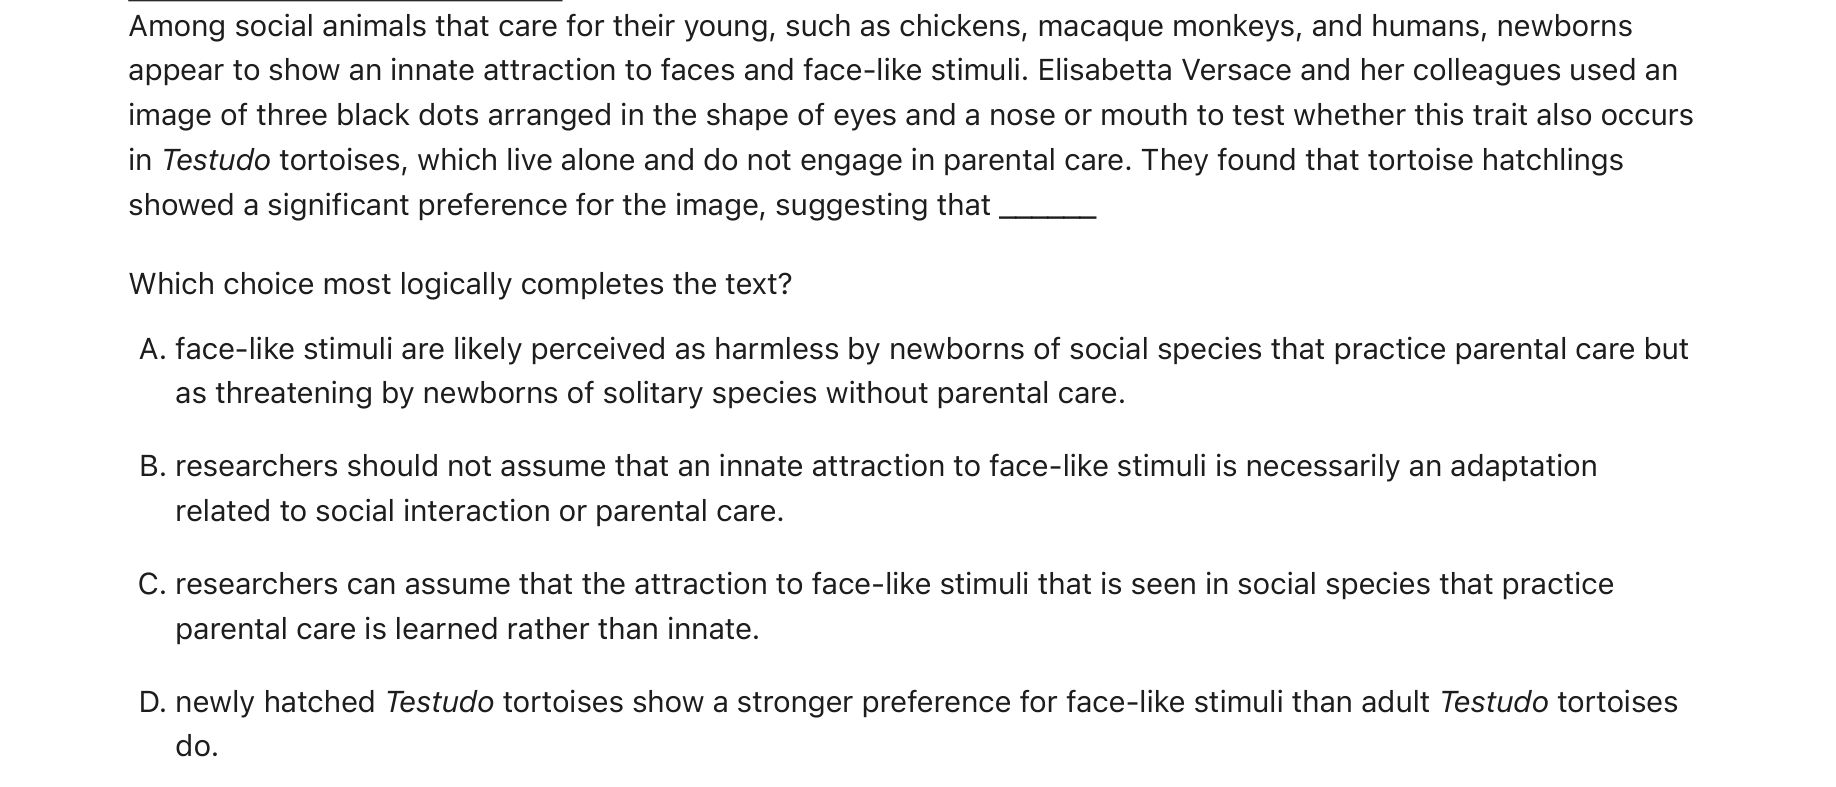 Among social animals that care for their young, such as chickens, macaque monkeys, and humans, newborns
appear to show an innate attraction to faces and face-like stimuli. Elisabetta Versace and her colleagues used an
image of three black dots arranged in the shape of eyes and a nose or mouth to test whether this trait also occurs
in Testudo tortoises, which live alone and do not engage in parental care. They found that tortoise hatchlings
showed a significant preference for the image, suggesting that ______
Which choice most logically completes the text?
A. face-like stimuli are likely perceived as harmless by newborns of social species that practice parental care but
as threatening by newborns of solitary species without parental care.
B. researchers should not assume that an innate attraction to face-like stimuli is necessarily an adaptation
related to social interaction or parental care.
C. researchers can assume that the attraction to face-like stimuli that is seen in social species that practice
parental care is learned rather than innate.
D. newly hatched Testudo tortoises show a stronger preference for face-like stimuli than adult Testudo tortoises
do.